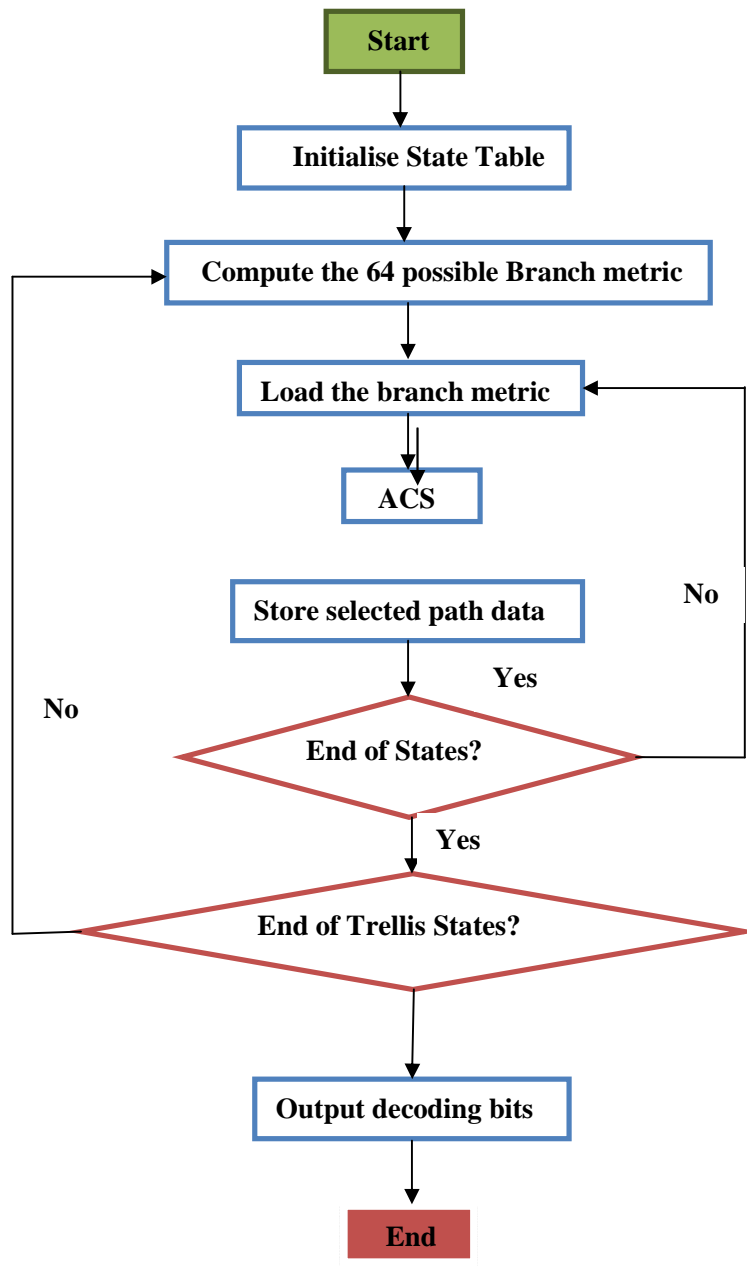 Start
Initialise State Table
Compute the 64 possible Branch metric
Load the branch metric
ACS
Store selected path data
No
Yes
No
End of States?
Yes
End of Trellis States?
Output decoding bits
End